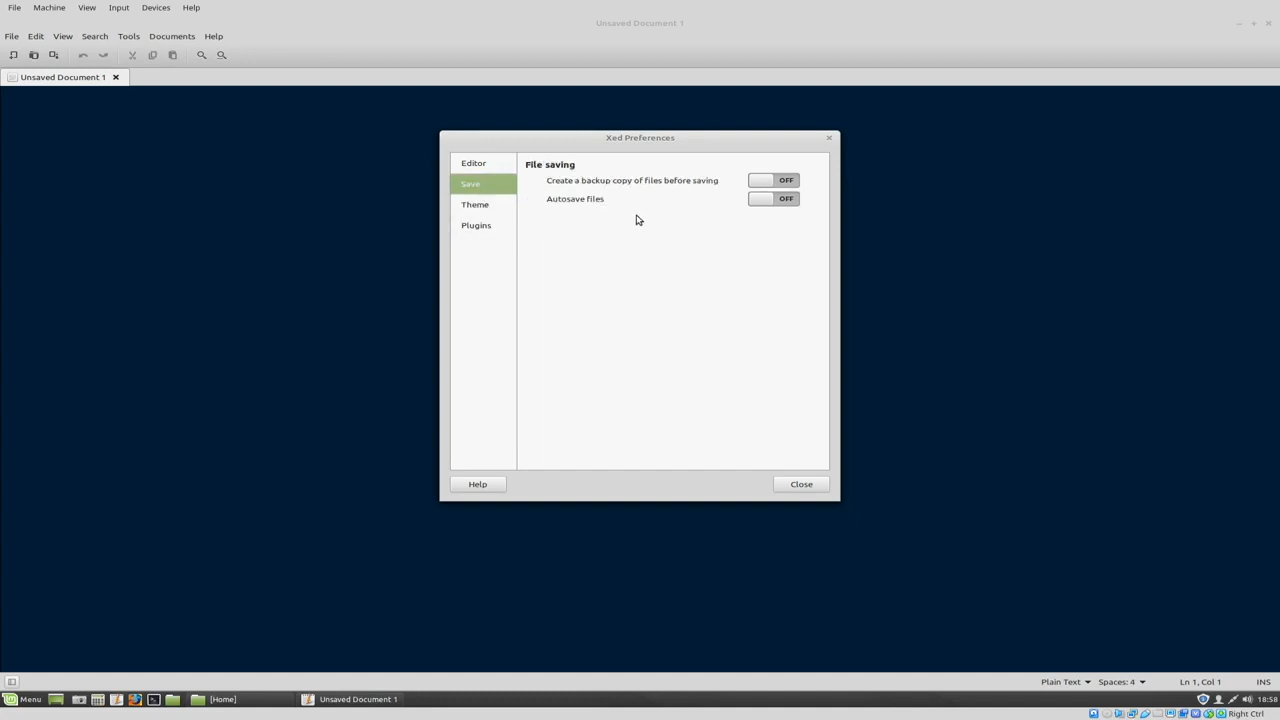 File Machine View Input Devices Help
Unsaved Document 1
File Edit View Search Tools Documents Help
Unsaved Document 1
Xed Preferences
Editor
Save
Theme
Plugins
File saving
Create a backup copy of files before saving OFF
Autosave files OFF
Help Close
Plain Text Spaces: 4 Ln 1, Col 1 INS
Menu [Home] Unsaved Document 1 18:58
Right Ctrl